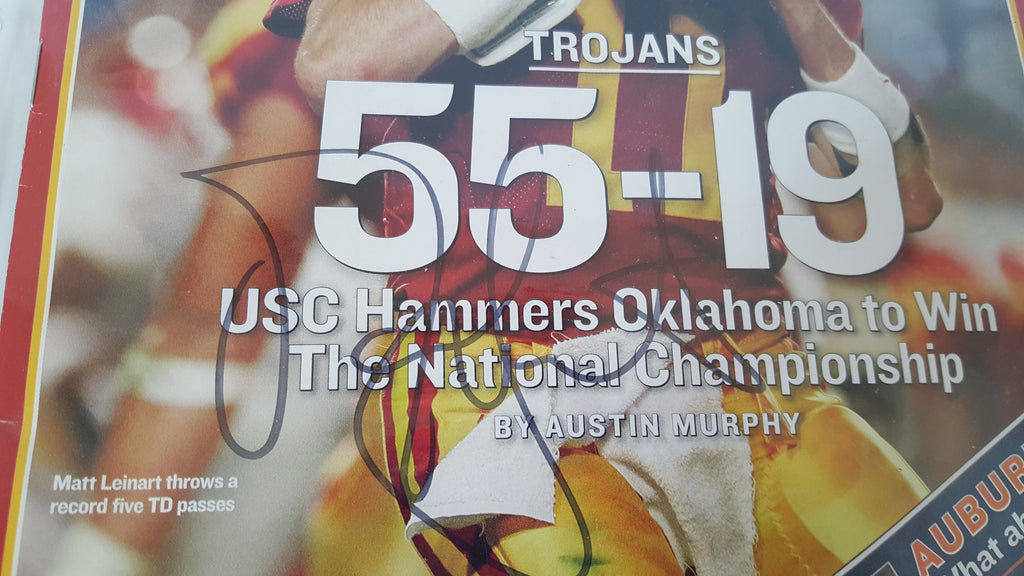 TROJANS
55-19
USC Hammers Oklahoma to Win
The National Championship
BY AUSTIN MURPHY
Matt Leinart throws a
record five TD passes